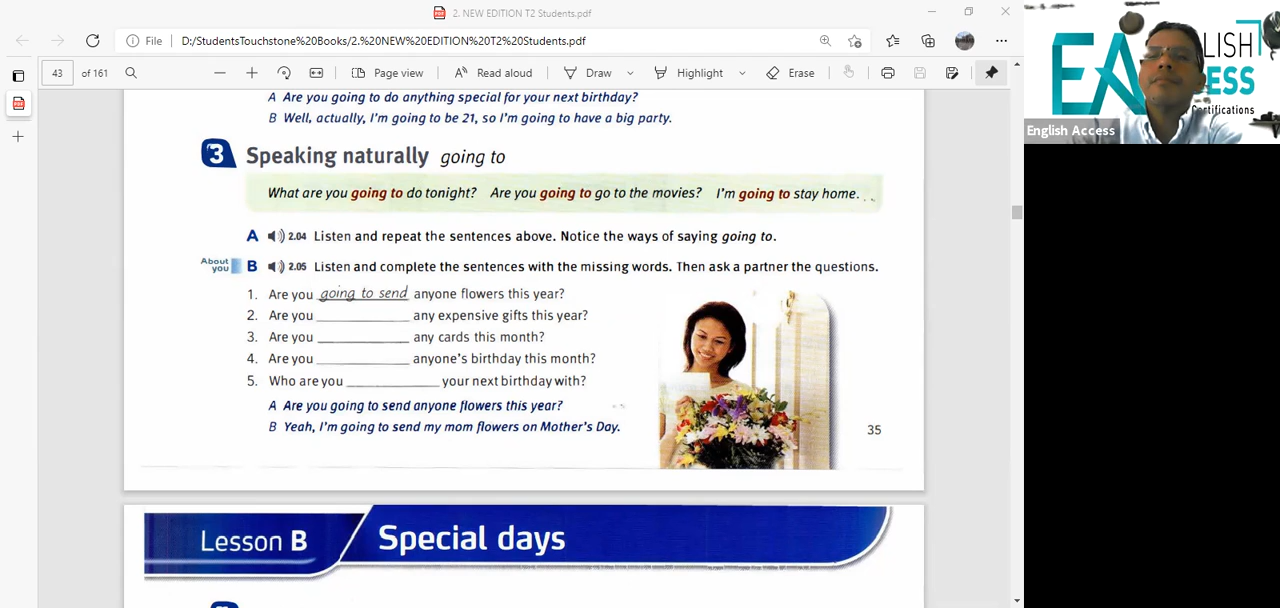 2. NEW EDITION T2 Students.pdf
File D:/StudentsTouchstone%20Books/2.%20NEW%20EDITION%20T2%20Students.pdf
43 of 161 Page view Read aloud Draw Highlight Erase
A Are you going to do anything special for your next birthday?
B Well, actually, I'm going to be 21, so I'm going to have a big party.
3 Speaking naturally going to
What are you going to do tonight? Are you going to go to the movies? I'm going to stay home.
A 2.04 Listen and repeat the sentences above. Notice the ways of saying going to.
About you B 2.05 Listen and complete the sentences with the missing words. Then ask a partner the questions.
1. Are you going to send anyone flowers this year?
2. Are you ____________ any expensive gifts this year?
3. Are you ____________ any cards this month?
4. Are you ____________ anyone's birthday this month?
5. Who are you ____________ your next birthday with?
A Are you going to send anyone flowers this year?
B Yeah, I'm going to send my mom flowers on Mother's Day.
35
Lesson B Special days
EA
Certifications
English Access